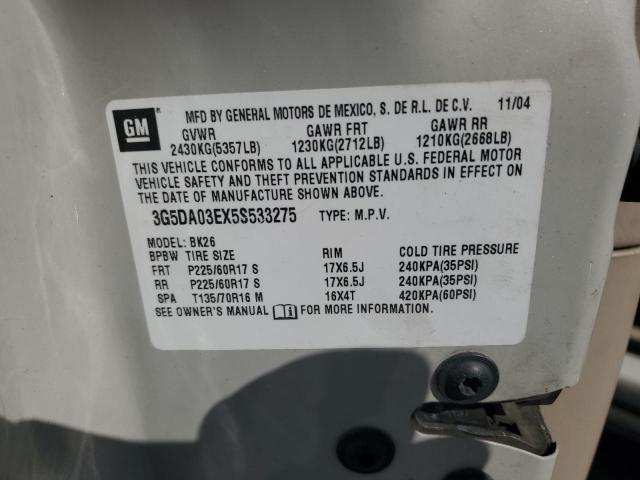 GM
MFD BY GENERAL MOTORS DE MEXICO, S. DE R.L. DE C.V. 11/04
GVWR GAWR FRT GAWR RR
2430KG(5357LB) 1230KG(2712LB) 1210KG(2668LB)
THIS VEHICLE CONFORMS TO ALL APPLICABLE U.S. FEDERAL MOTOR
VEHICLE SAFETY AND THEFT PREVENTION STANDARDS IN EFFECT ON
THE DATE OF MANUFACTURE SHOWN ABOVE.
3G5DA03EX5S533275 TYPE: M.P.V.
MODEL: BK26
BPBW TIRE SIZE RIM COLD TIRE PRESSURE
FRT P225/60R17 S 17X6.5J 240KPA(35PSI)
RR P225/60R17 S 17X6.5J 240KPA(35PSI)
SPA T135/70R16 M 16X4T 420KPA(60PSI)
SEE OWNER'S MANUAL i FOR MORE INFORMATION.